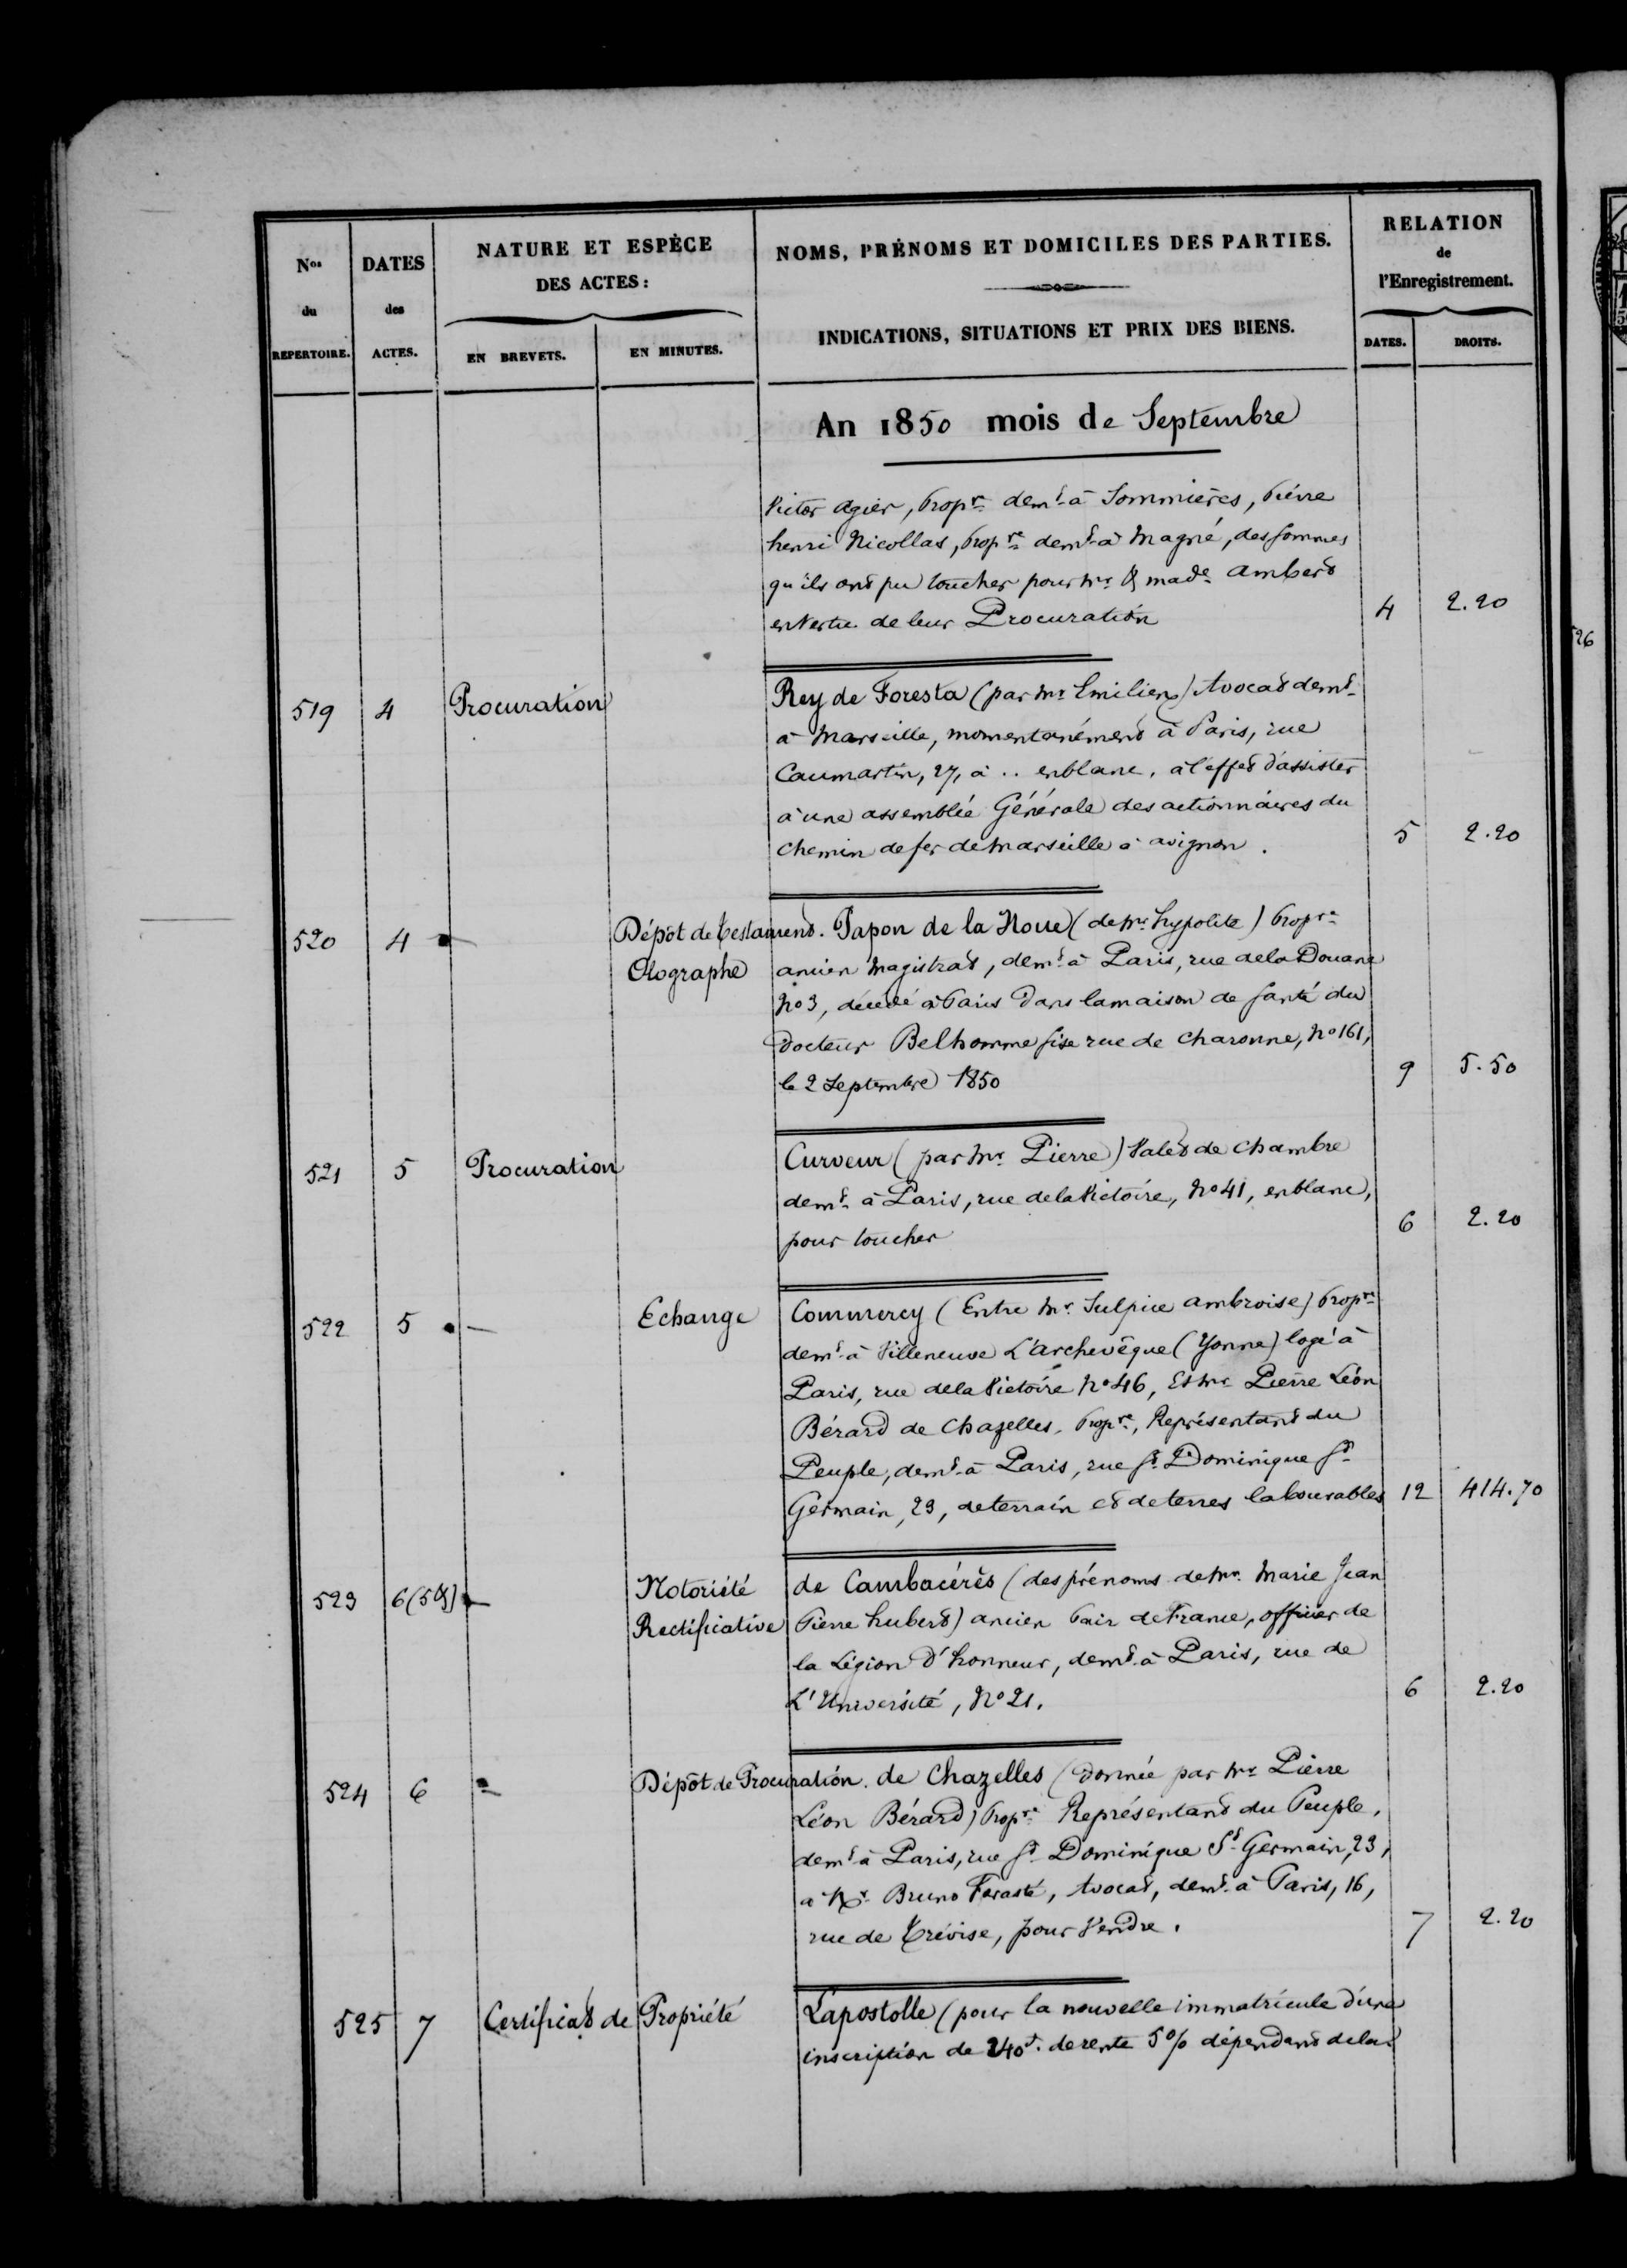 Nos du REPERTOIRE.
DATES des ACTES.
NATURE ET ESPÈCE DES ACTES:
EN BREVETS.
EN MINUTES.
NOMS, PRÉNOMS ET DOMICILES DES PARTIES.
INDICATIONS, SITUATIONS ET PRIX DES BIENS.
RELATION de l'Enregistrement.
DATES.
DROITS.
An 1850 mois de Septembre
Victor Agier, Propre demt à Sommières, Pierre
henri Nicollas, Propre demt à Magné, des sommes
qu'ils ont pu toucher pour Mr & made Ambert
en vertu de leur Procuration 4 2.20
519 4 Procuration Rey de Foresta (par Mr Emilien) Avocat demt
à Marseille, momentanément à Paris, rue
Caumartin, 27, à .. en blanc, à l'effet d'assister
à une assemblée Générale des actionnaires du
chemin de fer de Marseille à avignon. 5 2.20
520 4 — Dépôt de Testament. Papon de la Noue (de Mr hypolite) Propre
Olographe ancien Magistrat, demt à Paris, rue de la Douane
No 3, décédé à Paris dans la maison de santé du
Docteur Belhomme sise rue de charonne, No 161,
le 2 Septembre 1850 9 5.50
521 5 Procuration Curveur (par Mr Pierre) Valet de chambre
demt à Paris, rue de la Victoire, No 41, en blanc,
pour toucher 6 2.20
522 5 — Echange Commercy (Entre Mr Sulpice ambroise) Propre
demt à Villeneuve L'archevêque (Yonne) logé à
Paris, rue de la Victoire No 46, Et Mr Pierre Léon
Bérard de Chazelles, Propre, Représentant du
Peuple, demt à Paris, rue St Dominique St
Germain, 23, de terrain et de terres labourables 12 414.70
523 6 (5&) — Notoriété de Cambacérès (des prénoms de Mr Marie Jean
Rectificative Pierre hubert) ancien Pair de France, officier de
la Légion d'honneur, demt à Paris, rue de
L'Université, No 21. 6 2.20
524 6 — Dépôt de Procuration. de Chazelles (donnée par Mr Pierre
Léon Bérard) Propre Représentant du Peuple,
demt à Paris, rue St Dominique St Germain, 23,
à Mr Bruno Ferasté, Avocat, demt à Paris, 16,
rue de Trévise, pour Vendre. 7 2.20
525 7 Certificat de Propriété Lapostolle (pour la nouvelle immatricule d'une
inscription de 240f. de rente 5 % dépendant de la
526